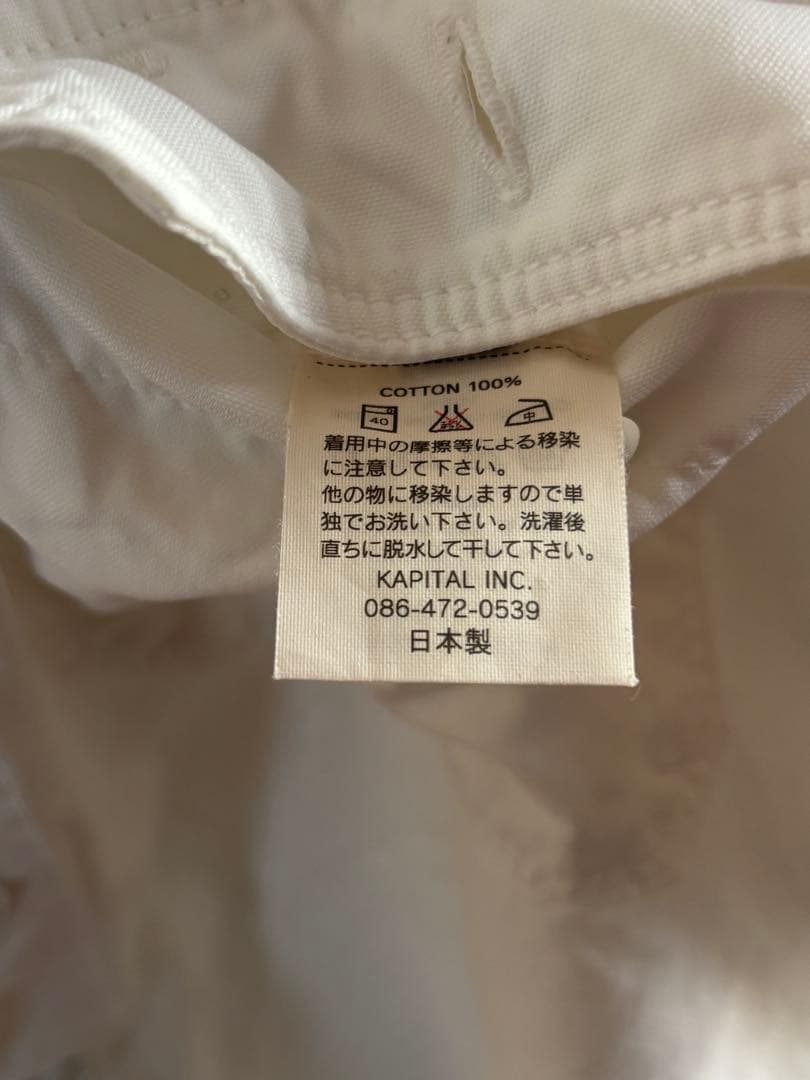 COTTON 100%
40 中
着用中の摩擦等による移染
に注意して下さい。
他の物に移染しますので単
独でお洗い下さい。洗濯後
直ちに脱水して干して下さい。
KAPITAL INC.
086-472-0539
日本製